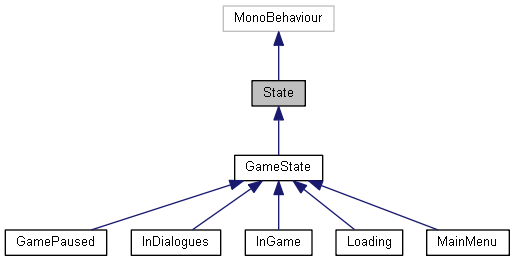 MonoBehaviour
State
GameState
GamePaused
InDialogues
InGame
Loading
MainMenu